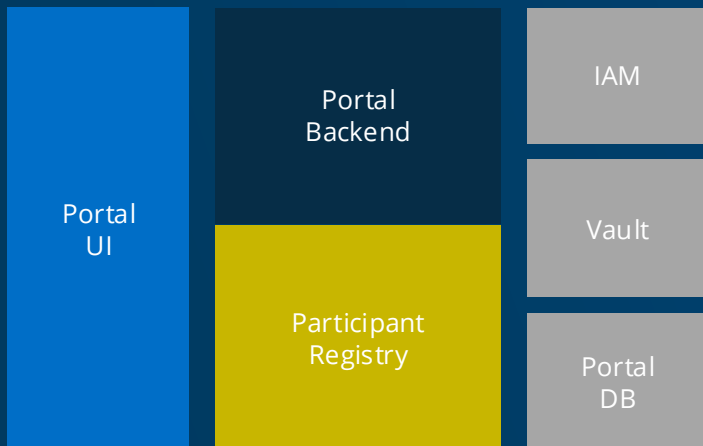 Portal
UI
Portal
Backend
Participant
Registry
IAM
Vault
Portal
DB